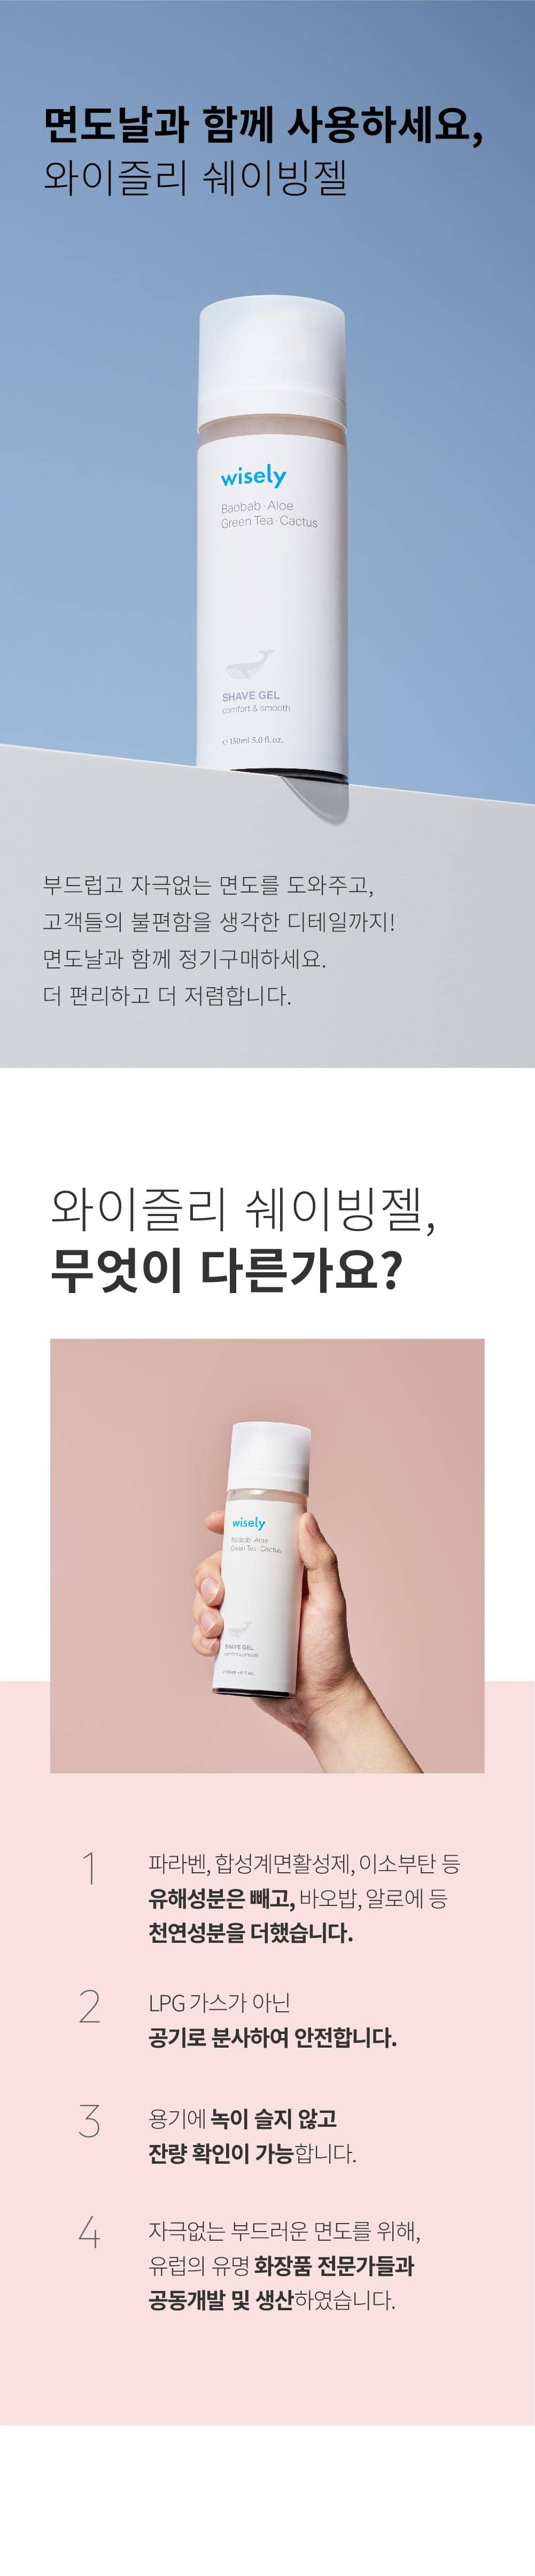 면도날과 함께 사용하세요,
와이즐리 쉐이빙젤
wisely
Baobab · Aloe
Green Tea · Cactus
SHAVE GEL
comfort & smooth
℮ 150ml 5.0 fl. oz.
부드럽고 자극없는 면도를 도와주고,
고객들의 불편함을 생각한 디테일까지!
면도날과 함께 정기구매하세요.
더 편리하고 더 저렴합니다.
와이즐리 쉐이빙젤,
무엇이 다른가요?
wisely
Baobab · Aloe
Green Tea · Cactus
SHAVE GEL
comfort & smooth
1 파라벤, 합성계면활성제, 이소부탄 등
유해성분은 빼고, 바오밥, 알로에 등
천연성분을 더했습니다.
2 LPG 가스가 아닌
공기로 분사하여 안전합니다.
3 용기에 녹이 슬지 않고
잔량 확인이 가능합니다.
4 자극없는 부드러운 면도를 위해,
유럽의 유명 화장품 전문가들과
공동개발 및 생산하였습니다.